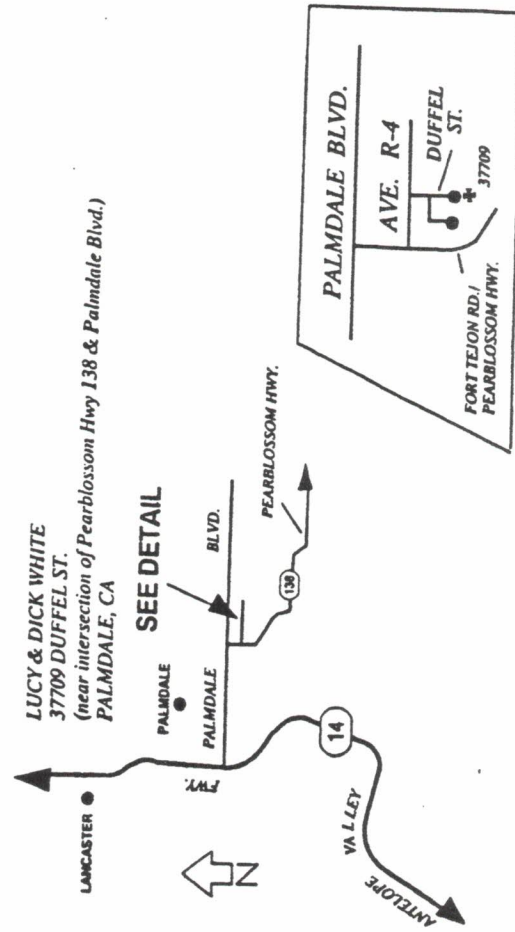 LUCY & DICK WHITE
37709 DUFFEL ST.
(near intersection of Pearblossom Hwy 138 & Palmdale Blvd.)
PALMDALE, CA
LANCASTER
N
PALMDALE
SEE DETAIL
FWY.
PALMDALE
BLVD.
PEARBLOSSOM HWY.
138
14
VALLEY
ANTELOPE
PALMDALE BLVD.
AVE. R-4
DUFFEL
ST.
37709
FORT TEJON RD./
PEARBLOSSOM HWY.